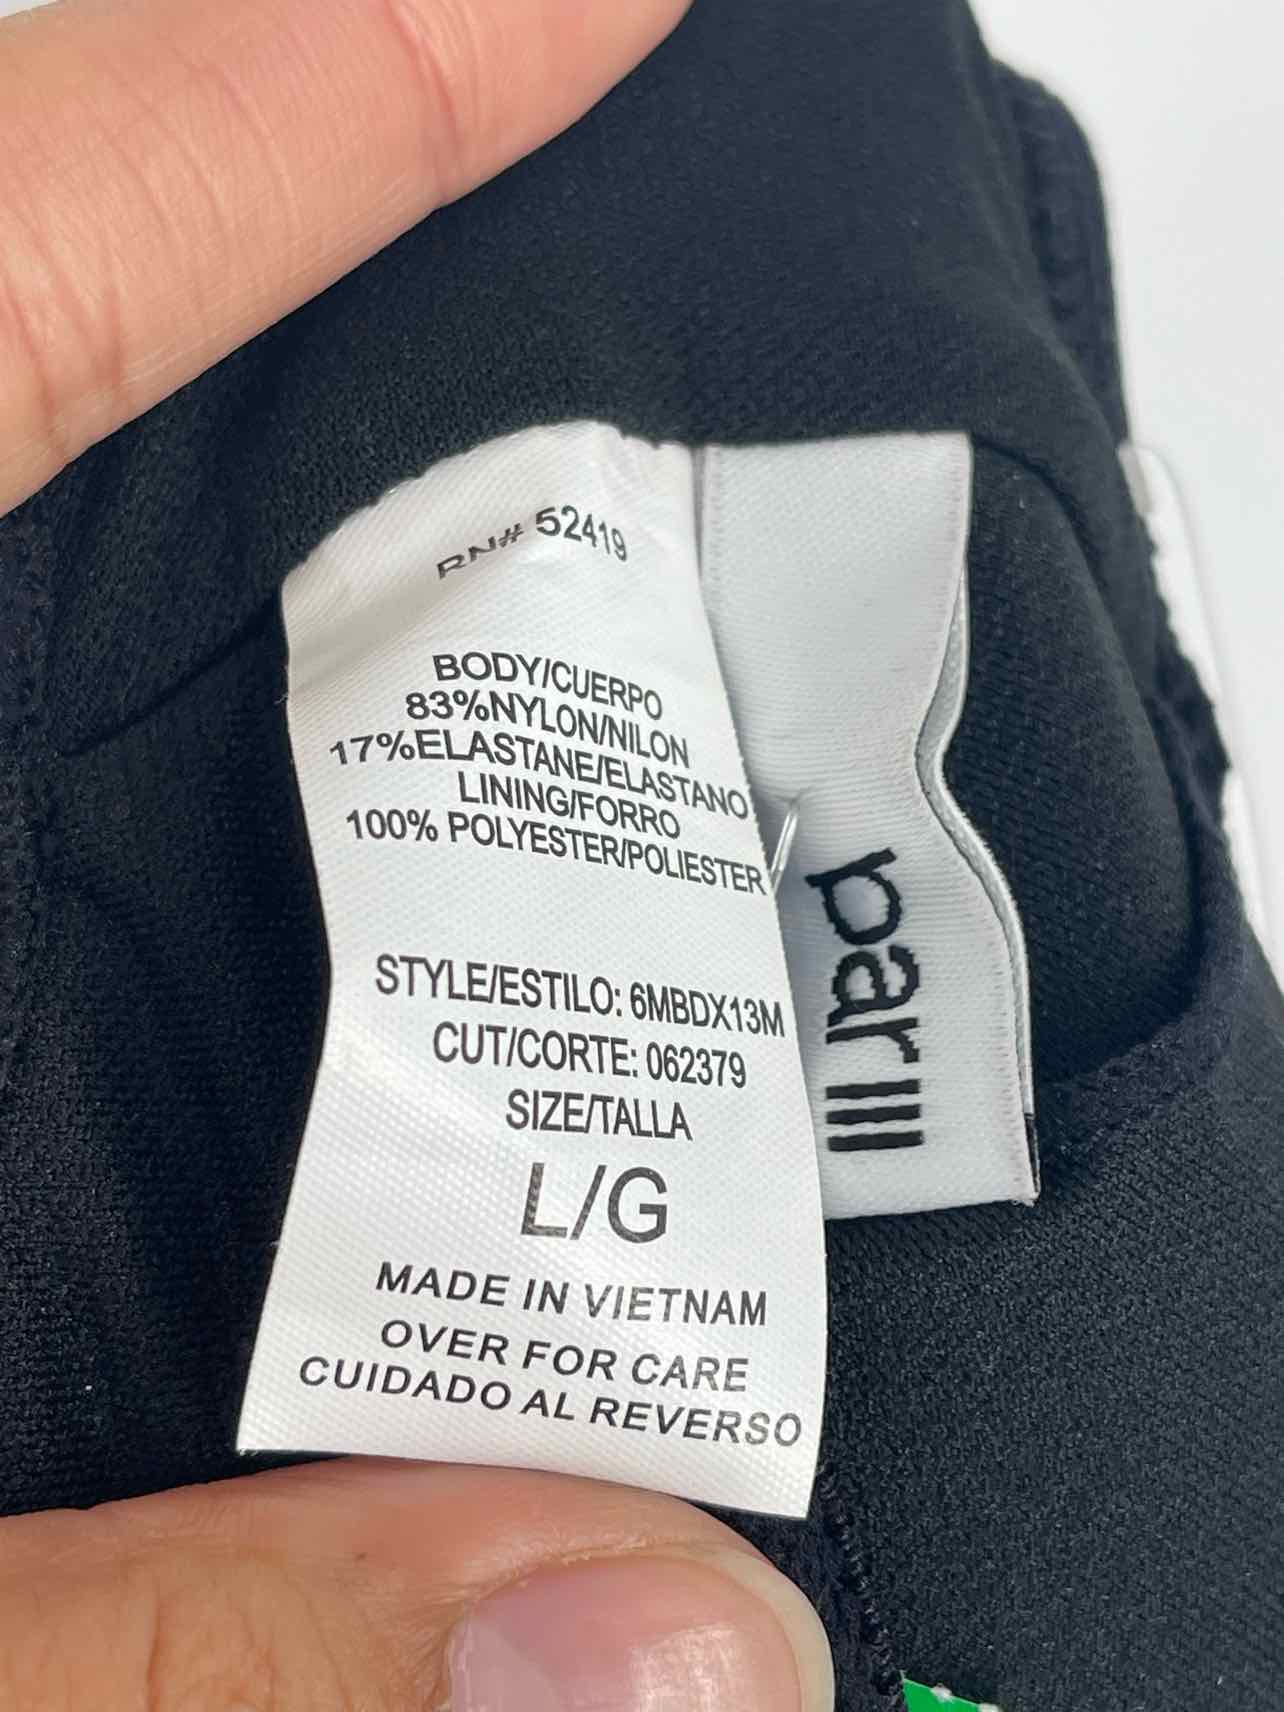 RN# 52419
BODY/CUERPO
83%NYLON/NILON
17%ELASTANE/ELASTANO
LINING/FORRO
100% POLYESTER/POLIESTER
STYLE/ESTILO: 6MBDX13M
CUT/CORTE: 062379
SIZE/TALLA
L/G
MADE IN VIETNAM
OVER FOR CARE
CUIDADO AL REVERSO
par III